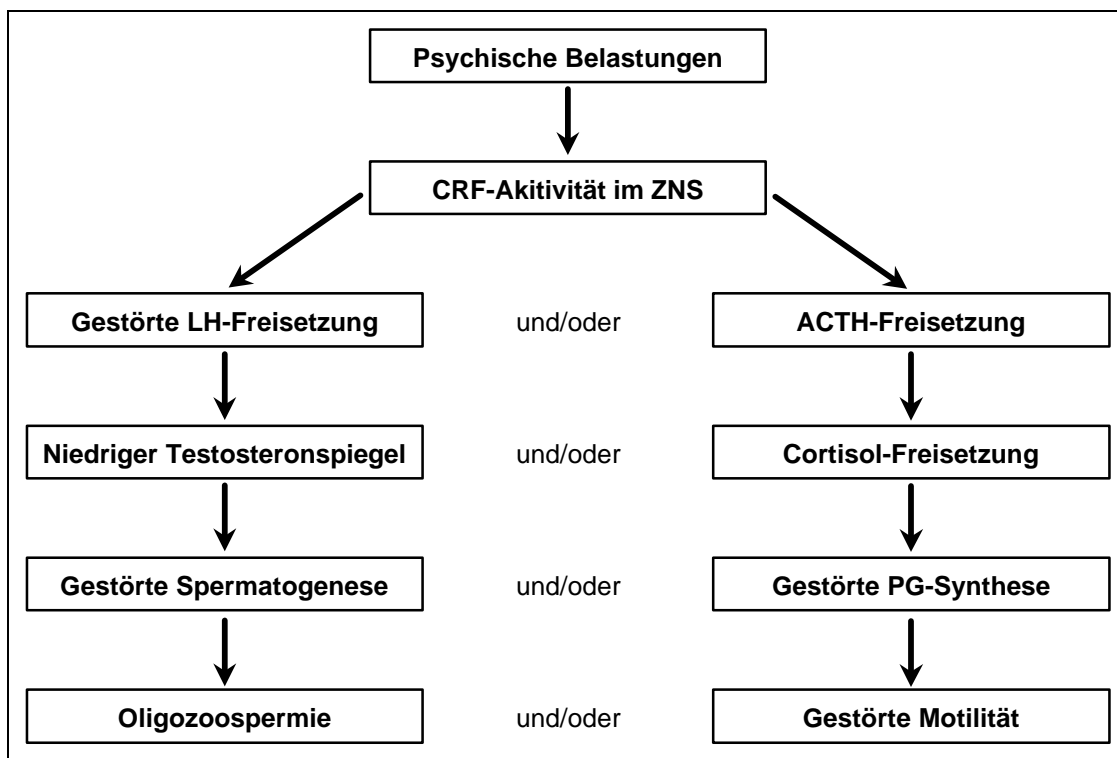 Psychische Belastungen
CRF-Akitivität im ZNS
Gestörte LH-Freisetzung und/oder ACTH-Freisetzung
Niedriger Testosteronspiegel und/oder Cortisol-Freisetzung
Gestörte Spermatogenese und/oder Gestörte PG-Synthese
Oligozoospermie und/oder Gestörte Motilität